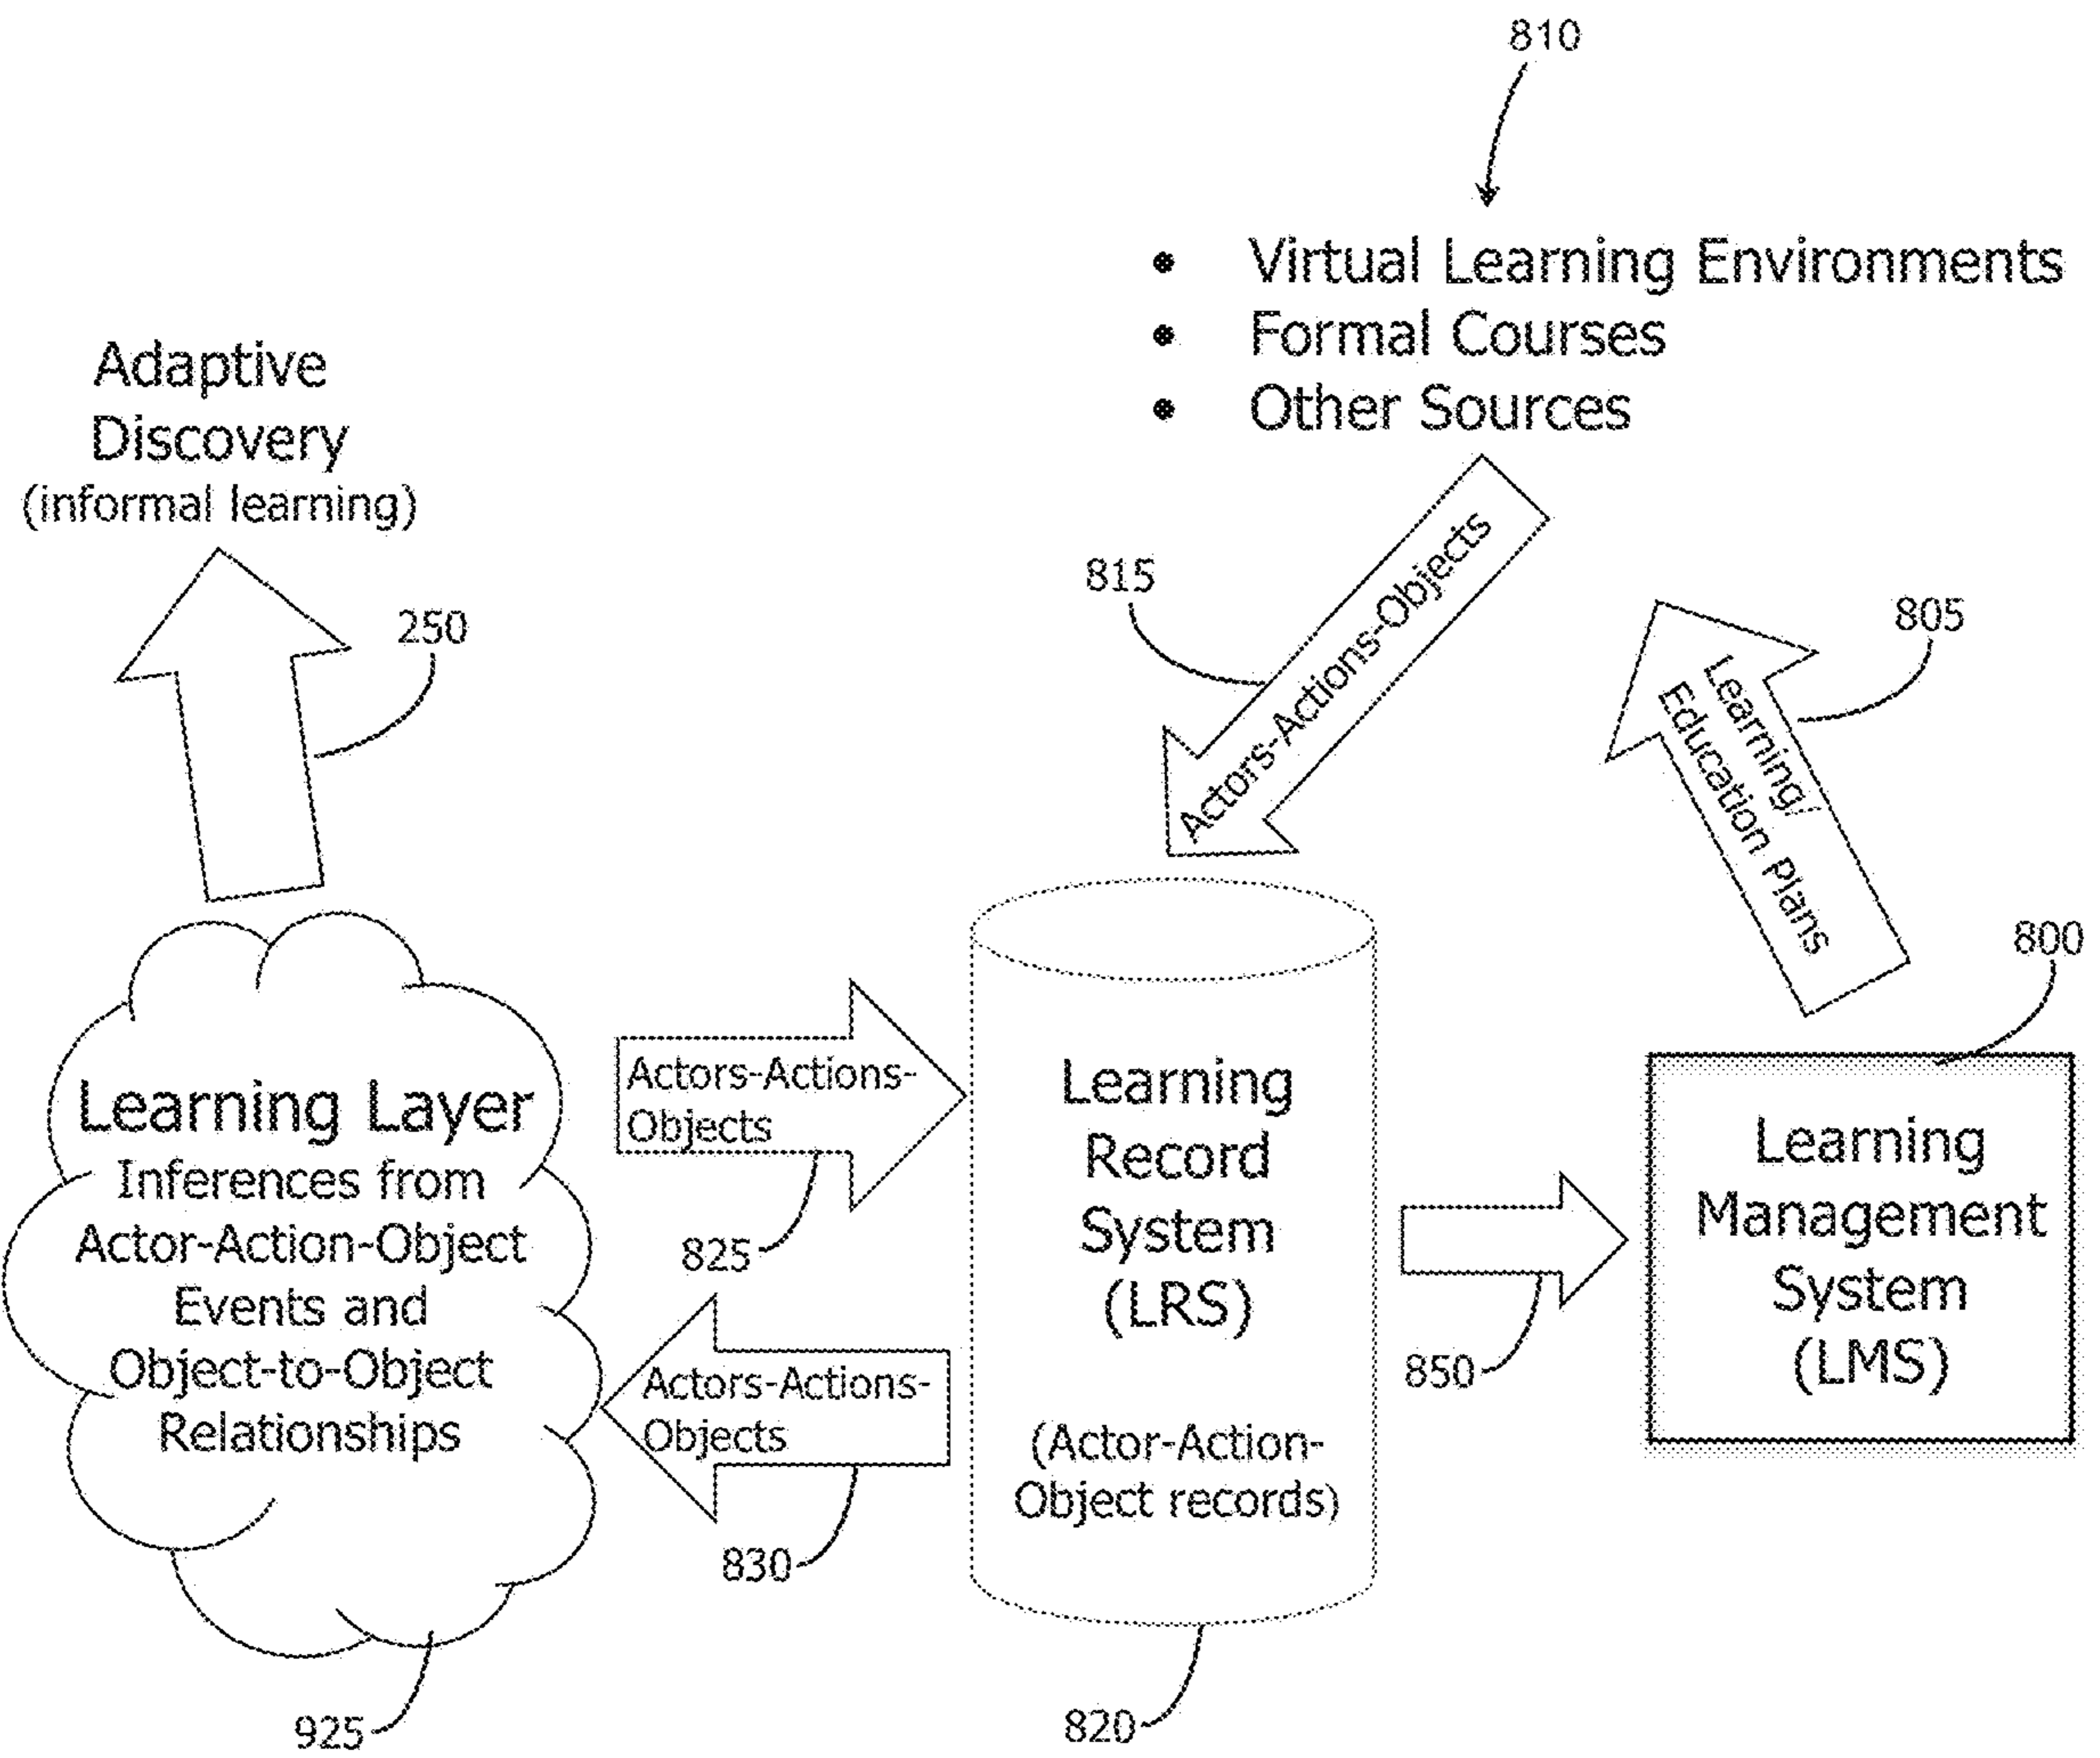 810
• Virtual Learning Environments
• Formal Courses
• Other Sources
Adaptive
Discovery
(informal learning)
250
815
Actors-Actions-Objects
805
Learning/
Education Plans
800
Learning Layer
Inferences from
Actor-Action-Object
Events and
Object-to-Object
Relationships
925
Actors-Actions-
Objects
825
Actors-Actions-
Objects
830
Learning
Record
System
(LRS)
(Actor-Action-
Object records)
820
850
Learning
Management
System
(LMS)